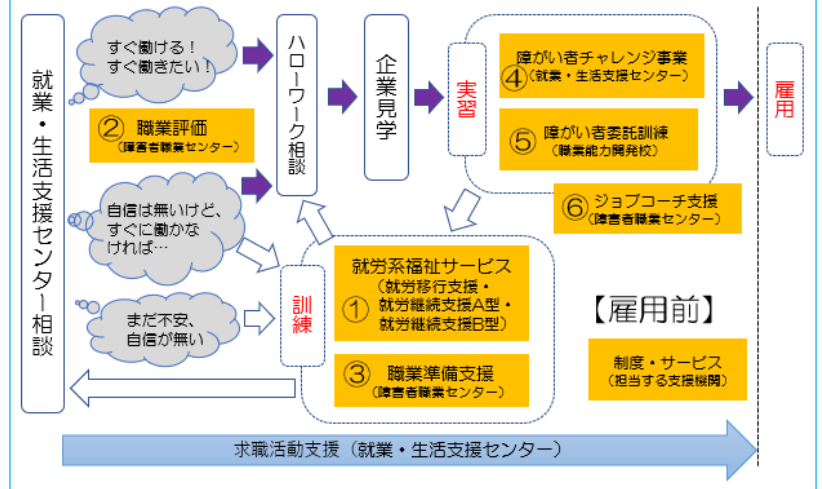 就業・生活支援センター相談
すぐ働ける！
すぐ働きたい！
②
職業評価
（障害者職業センター）
自信は無いけど、
すぐに働かな
ければ…
まだ不安、
自信が無い
ハローワーク相談
企業見学
実習
④
障がい者チャレンジ事業
（就業・生活支援センター）
⑤
障がい者委託訓練
（職業能力開発校）
⑥
ジョブコーチ支援
（障害者職業センター）
雇用
訓練
①
就労系福祉サービス
（就労移行支援・
就労継続支援A型・
就労継続支援B型）
③
職業準備支援
（障害者職業センター）
【雇用前】
制度・サービス
（担当する支援機関）
求職活動支援（就業・生活支援センター）